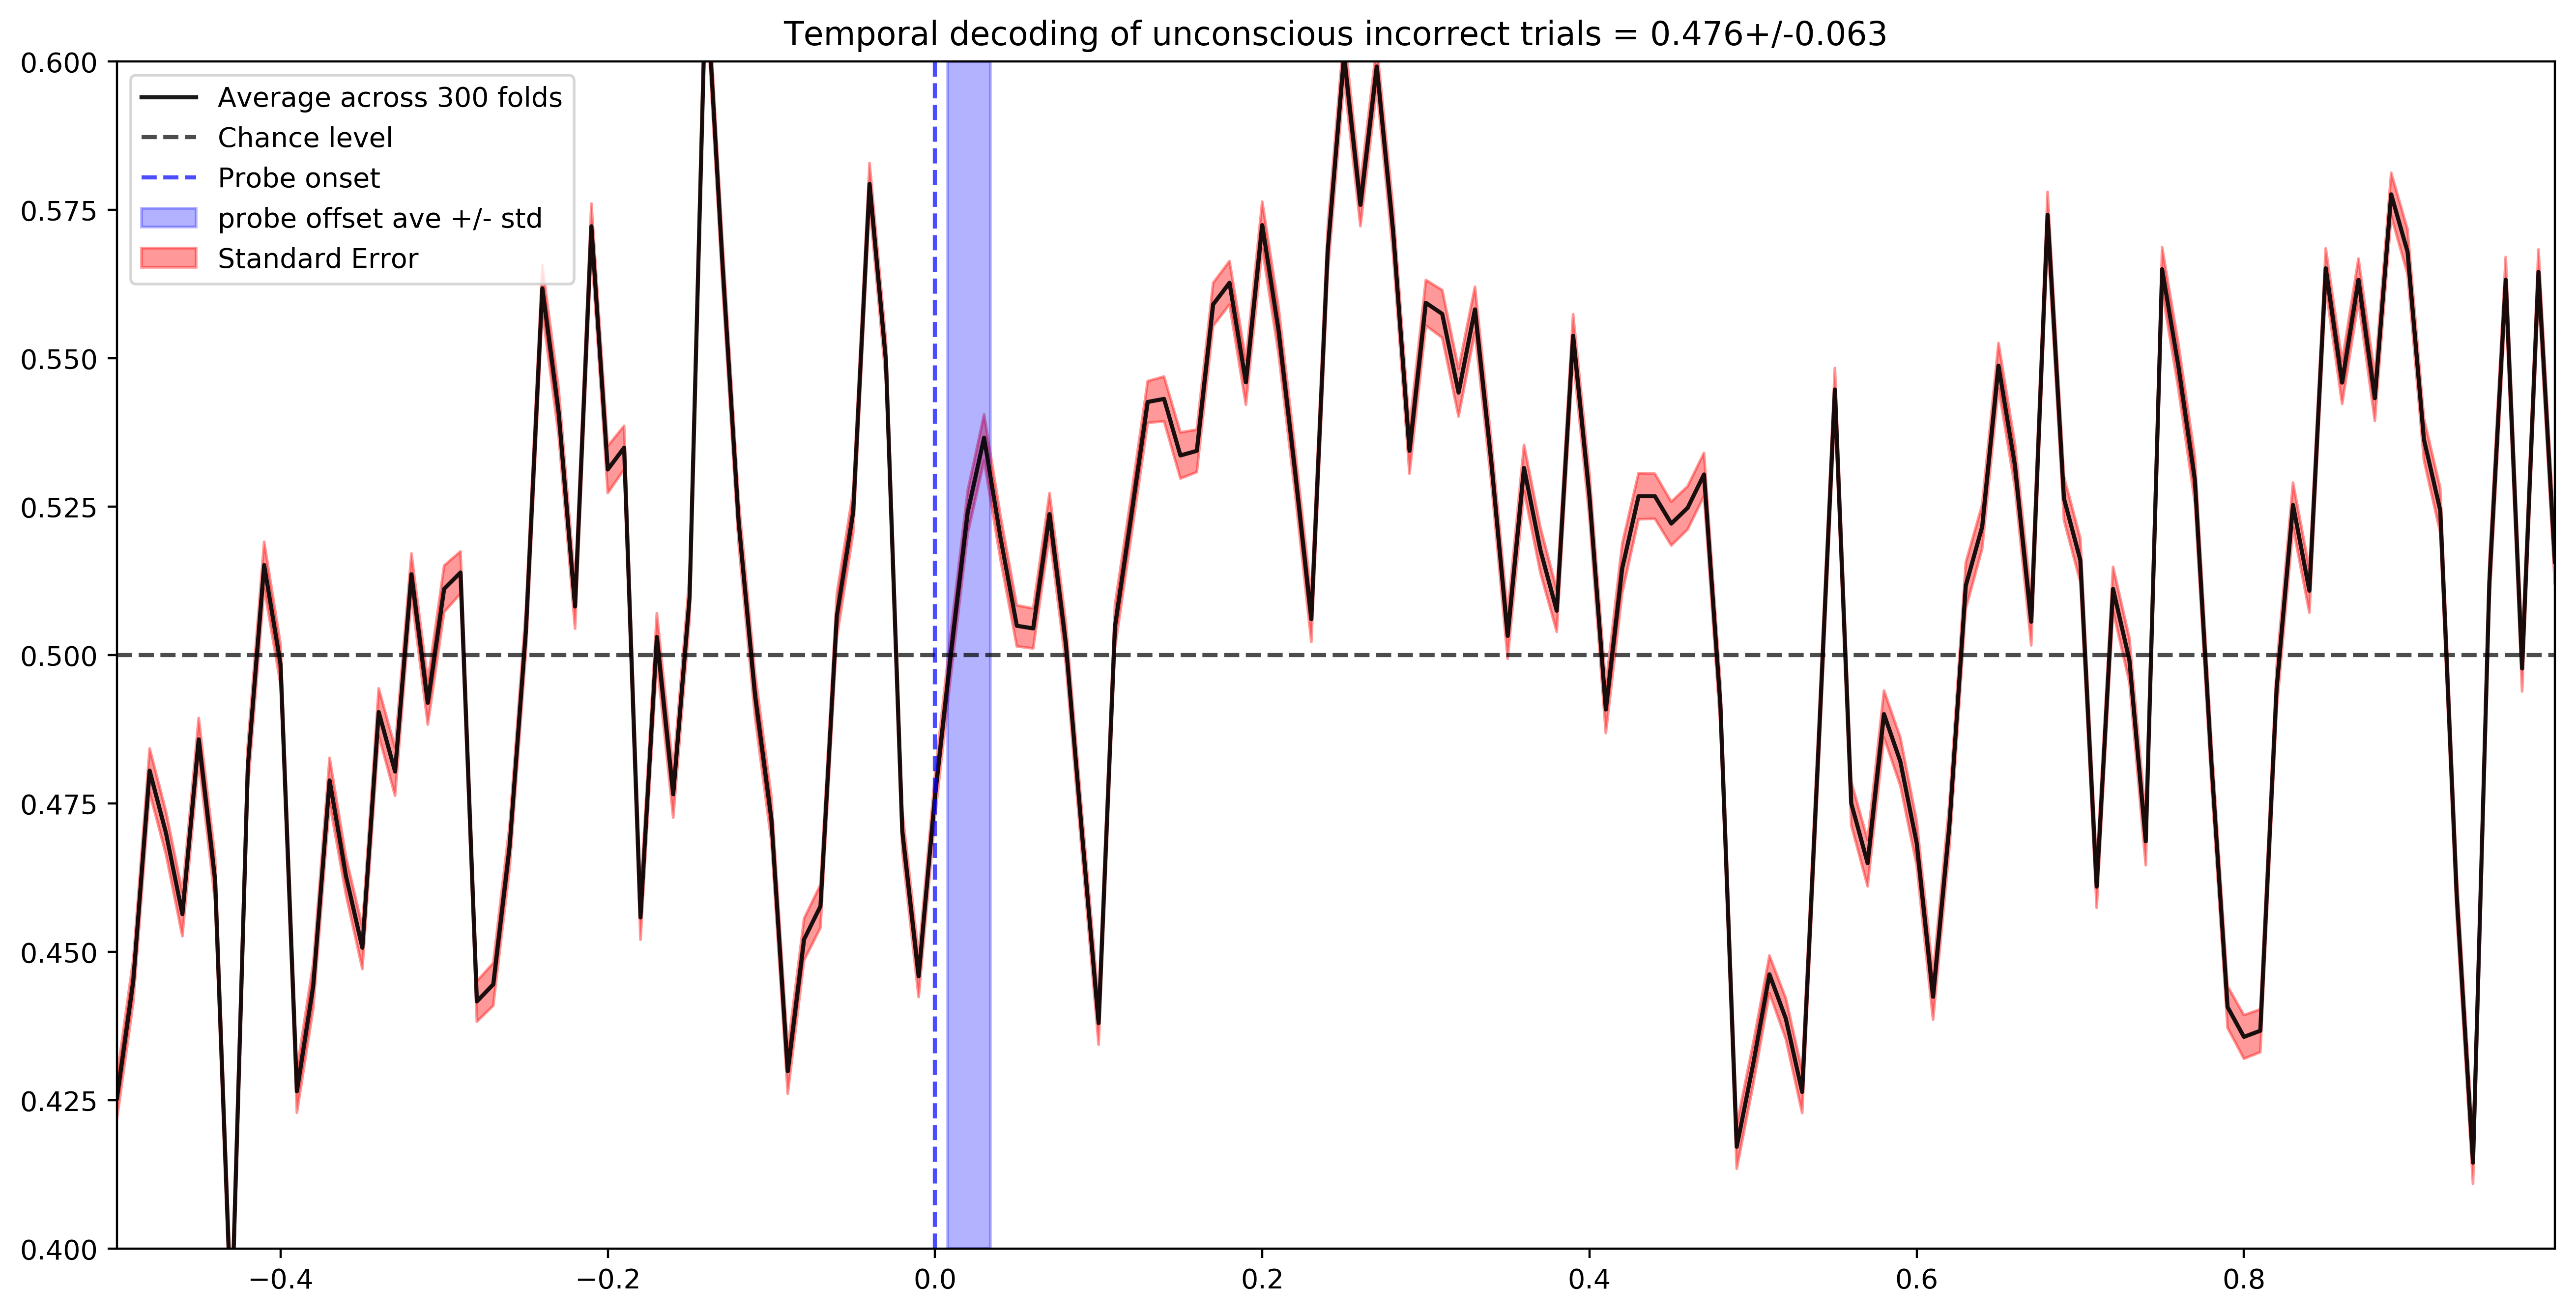 Temporal decoding of unconscious incorrect trials = 0.476+/-0.063
0.600
0.575
0.550
0.525
0.500
0.475
0.450
0.425
0.400
Average across 300 folds
Chance level
Probe onset
probe offset ave +/- std
Standard Error
−0.4
−0.2
0.0
0.2
0.4
0.6
0.8